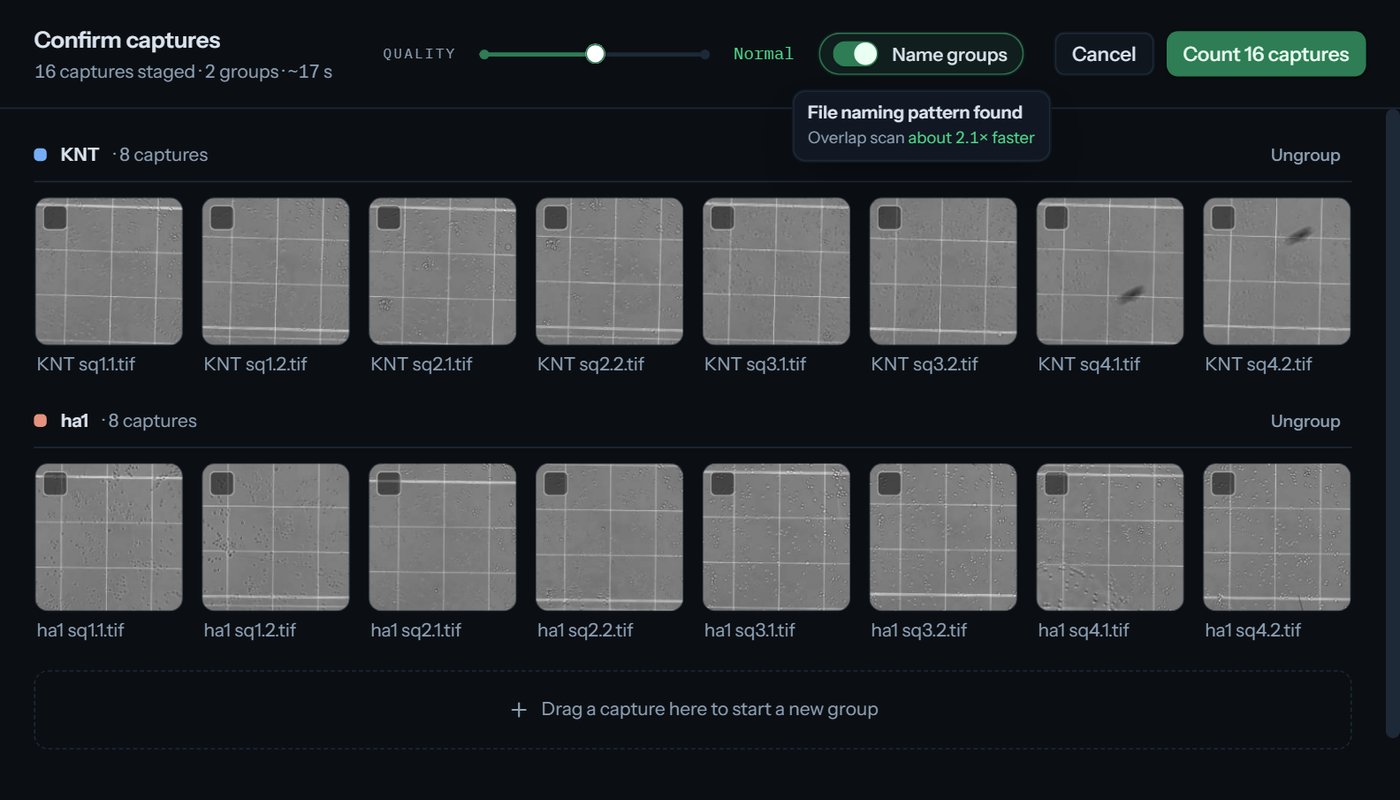 Confirm captures
16 captures staged · 2 groups · ~17 s
QUALITY
Normal
Name groups
Cancel
Count 16 captures
File naming pattern found
Overlap scan about 2.1× faster
KNT · 8 captures
Ungroup
KNT sq1.1.tif
KNT sq1.2.tif
KNT sq2.1.tif
KNT sq2.2.tif
KNT sq3.1.tif
KNT sq3.2.tif
KNT sq4.1.tif
KNT sq4.2.tif
ha1 · 8 captures
Ungroup
ha1 sq1.1.tif
ha1 sq1.2.tif
ha1 sq2.1.tif
ha1 sq2.2.tif
ha1 sq3.1.tif
ha1 sq3.2.tif
ha1 sq4.1.tif
ha1 sq4.2.tif
+ Drag a capture here to start a new group